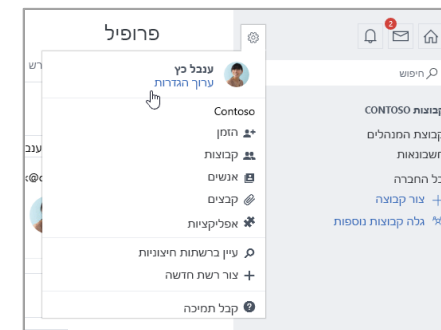 פרופיל
2
חיפוש
קבוצות CONTOSO
קבוצת המנהלים
חשבונאות
כל החברה
+ צור קבוצה
גלה קבוצות נוספות
ענבל כץ
ערוך הגדרות
Contoso
הזמן
קבוצות
אנשים
קבצים
אפליקציות
עיין ברשתות חיצוניות
+ צור רשת חדשה
קבל תמיכה